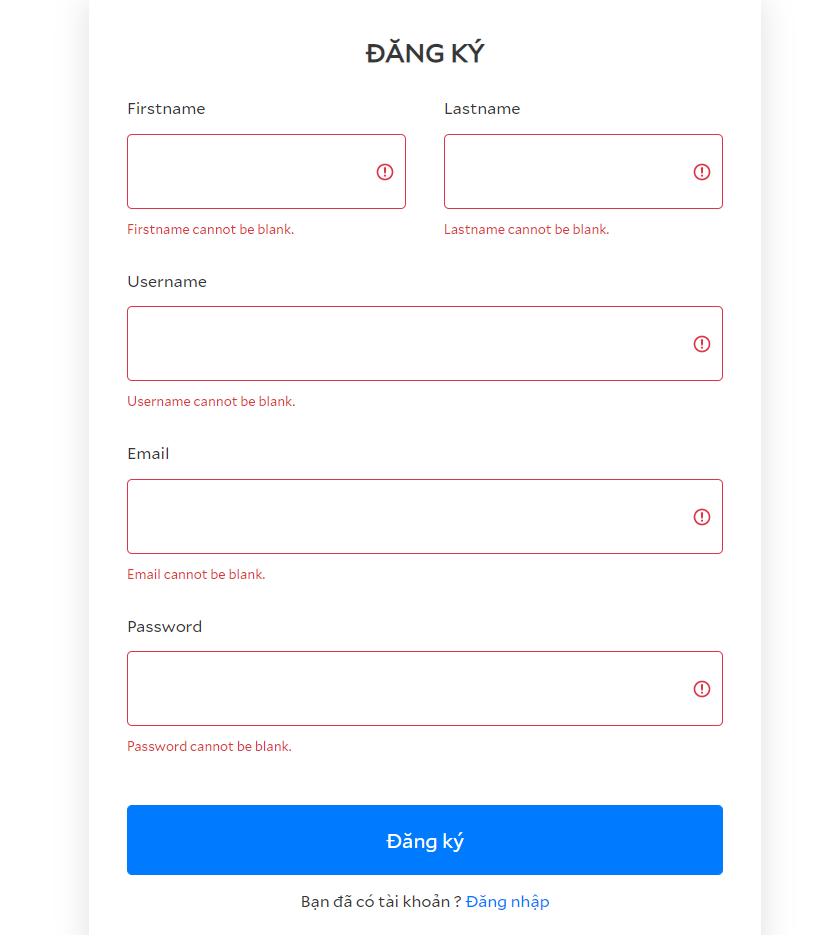 ĐĂNG KÝ
Firstname Lastname
Firstname cannot be blank. Lastname cannot be blank.
Username
Username cannot be blank.
Email
Email cannot be blank.
Password
Password cannot be blank.
Đăng ký
Bạn đã có tài khoản ? Đăng nhập